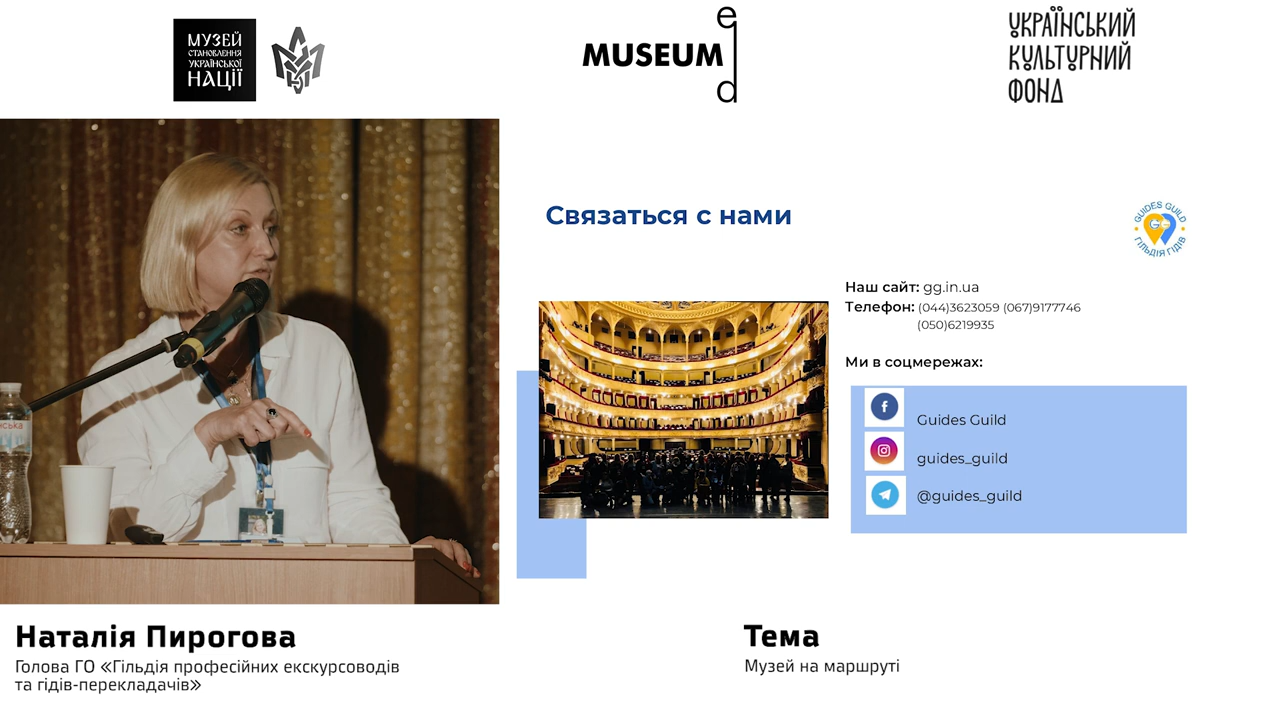 МУЗЕЙ
СТАНОВЛЕННЯ
УКРАЇНСЬКОЇ
НАЦІЇ
MUSEUM
ed
УКРАЇНСЬКИЙ
КУЛЬТУРНИЙ
ФОНД
Связаться с нами
GUIDES GUILD
GG
ГІЛЬДІЯ ГІДІВ
Наш сайт: gg.in.ua
Телефон: (044)3623059 (067)9177746
(050)6219935
Ми в соцмережах:
Guides Guild
guides_guild
@guides_guild
Наталія Пирогова
Голова ГО «Гільдія професійних екскурсоводів
та гідів-перекладачів»
Тема
Музей на маршруті